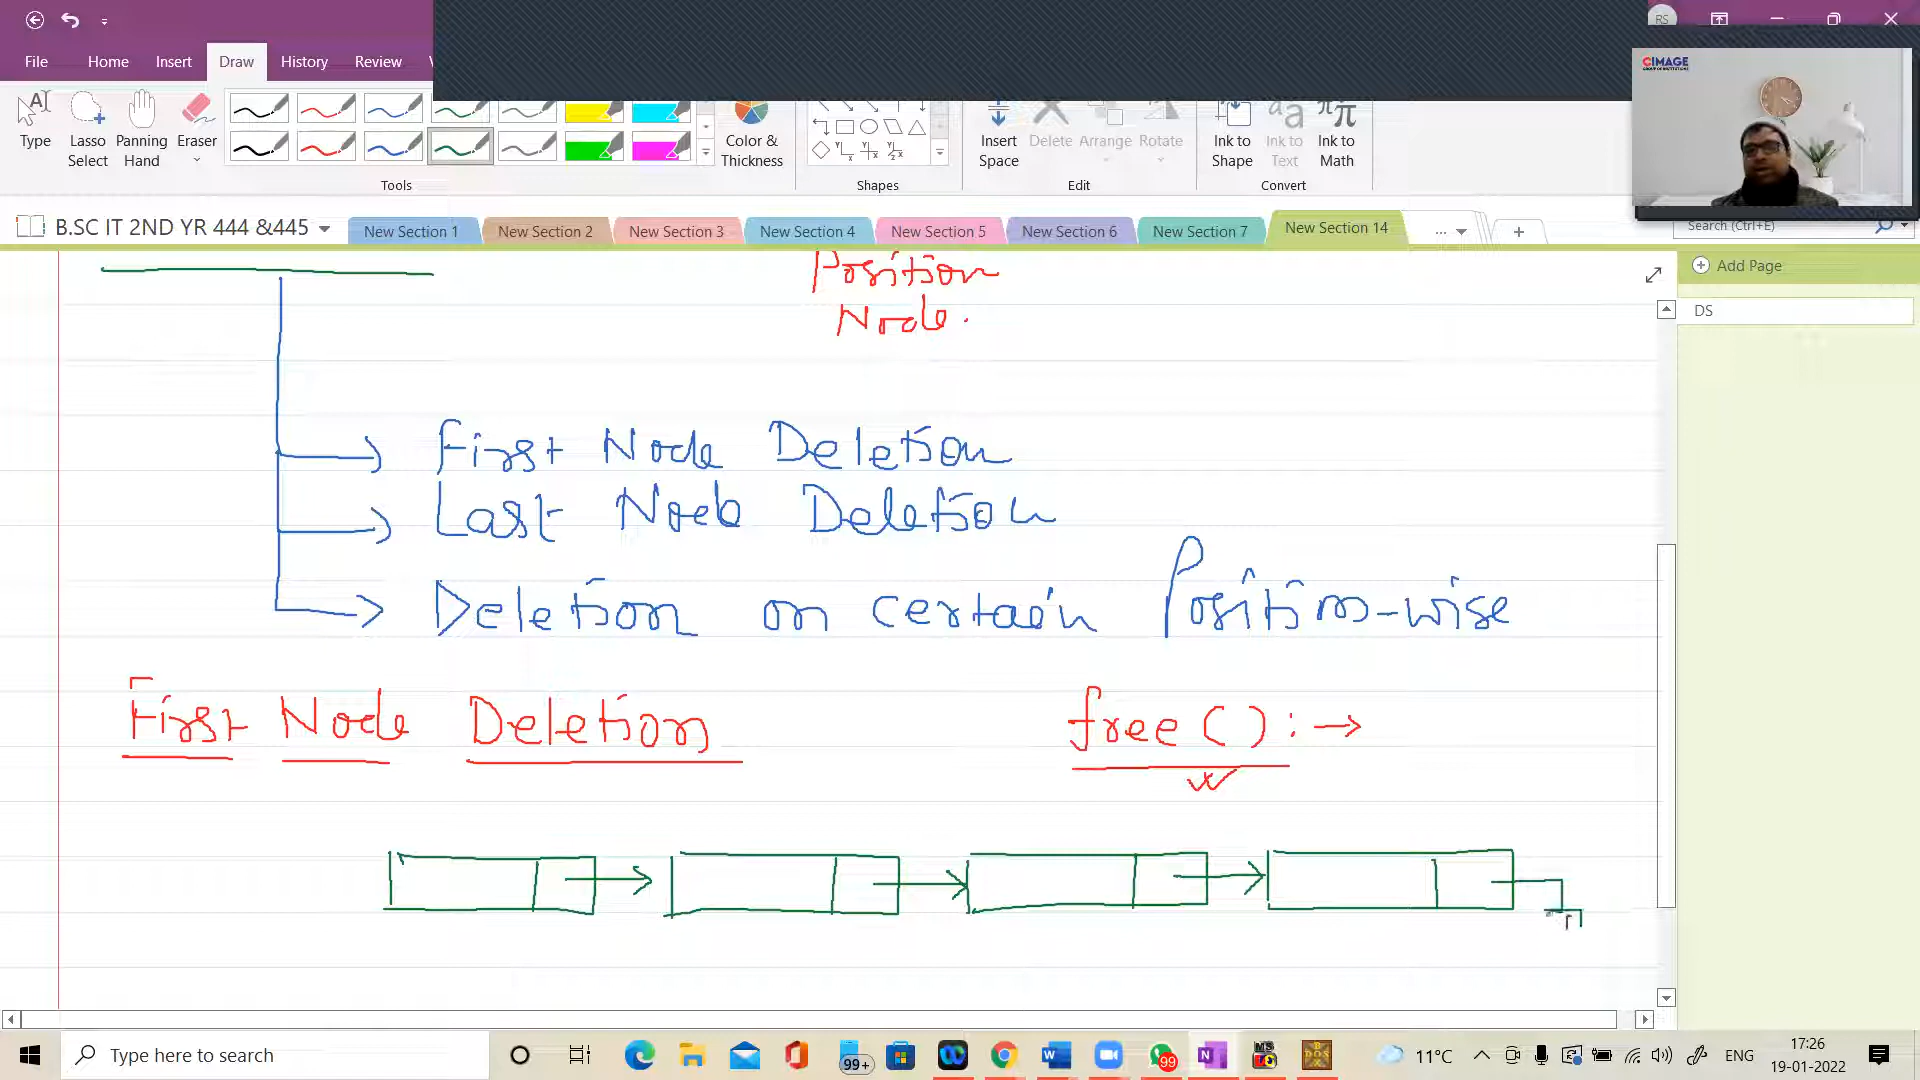 RS
CIMAGE
File Home Insert Draw History Review
Type Lasso Select Panning Hand Eraser
Color & Thickness
Insert Space Delete Arrange Rotate
Ink to Shape Ink to Text Ink to Math
Tools Shapes Edit Convert
B.SC IT 2ND YR 444 &445 New Section 1 New Section 2 New Section 3 New Section 4 New Section 5 New Section 6 New Section 7 New Section 14 ... Search (Ctrl+E)
Add Page
DS
Position
Node.
First Node Deletion
Last Node Deletion
Deletion on certain Position-wise
First Node Deletion free ( ) : →
Type here to search 99+ 99 11°C ENG 17:26
19-01-2022